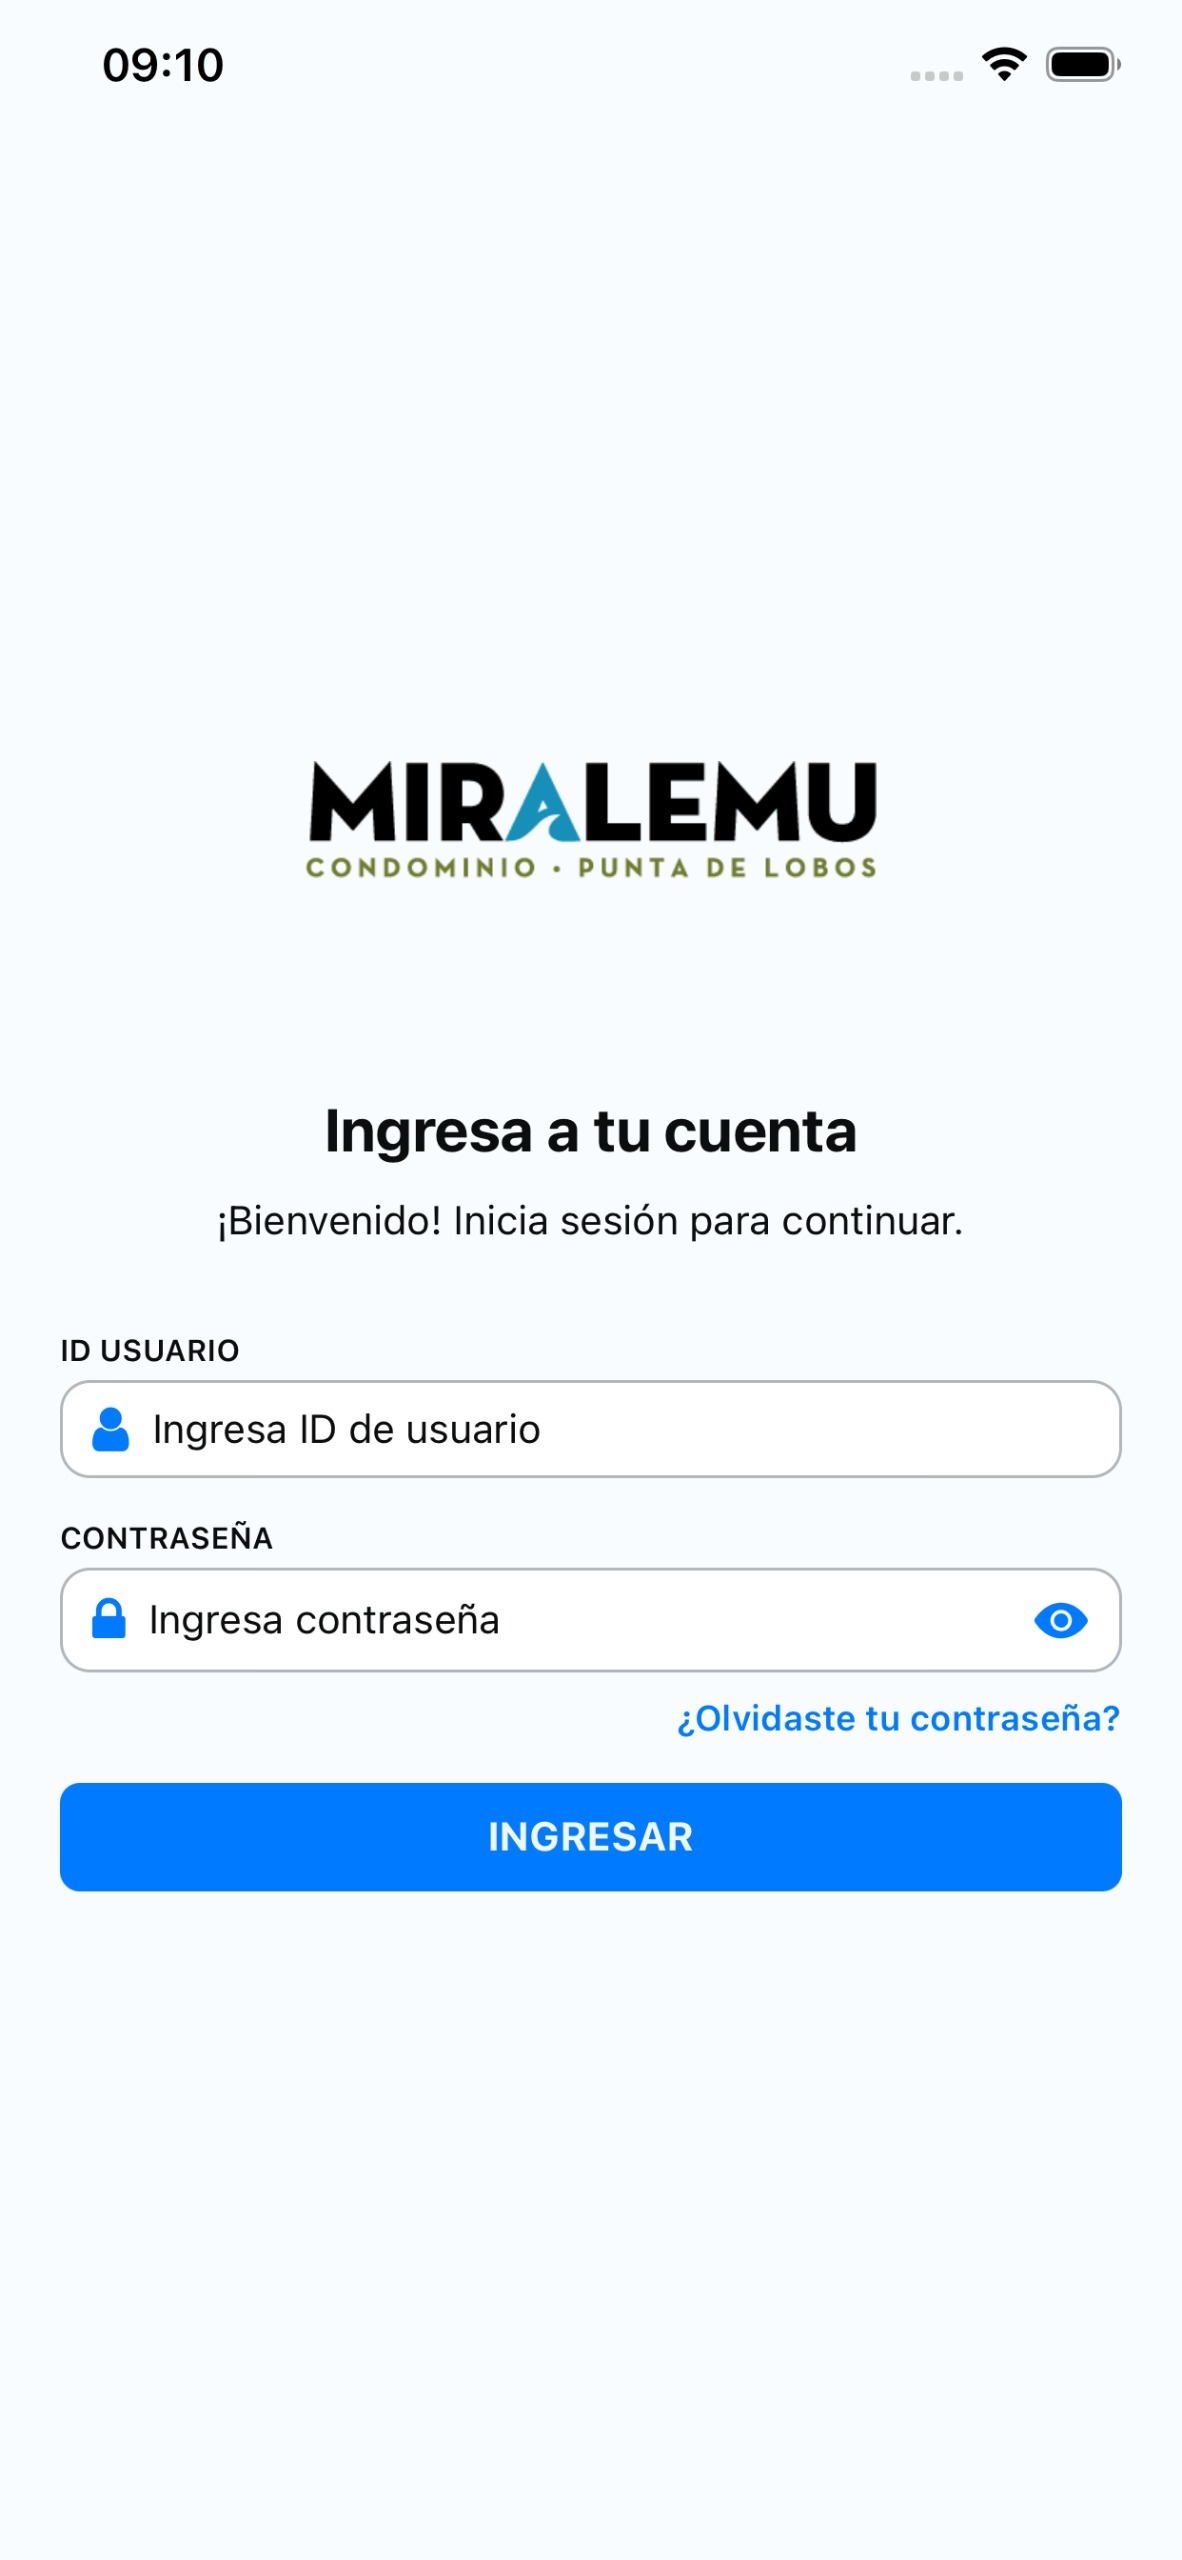 09:10
MIRALEMU
CONDOMINIO · PUNTA DE LOBOS
Ingresa a tu cuenta
¡Bienvenido! Inicia sesión para continuar.
ID USUARIO
Ingresa ID de usuario
CONTRASEÑA
Ingresa contraseña
¿Olvidaste tu contraseña?
INGRESAR